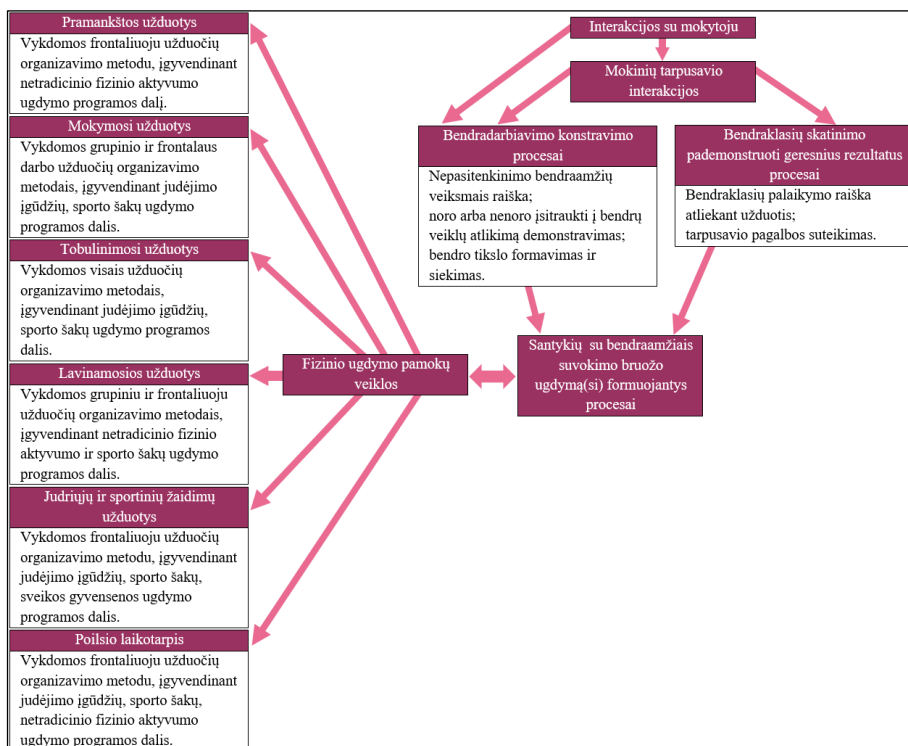 Pramankštos užduotys
Vykdomos frontaliuoju užduočių
organizavimo metodu, įgyvendinant
netradicinio fizinio aktyvumo
ugdymo programos dalį.
Mokymosi užduotys
Vykdomos grupinio ir frontalaus
darbo užduočių organizavimo
metodais, įgyvendinant judėjimo
įgūdžių, sporto šakų ugdymo
programos dalis.
Tobulinimosi užduotys
Vykdomos visais užduočių
organizavimo metodais,
įgyvendinant judėjimo įgūdžių,
sporto šakų ugdymo programos
dalis.
Lavinamosios užduotys
Vykdomos grupiniu ir frontaliuoju
užduočių organizavimo metodais,
įgyvendinant netradicinio fizinio
aktyvumo ir sporto šakų ugdymo
programos dalis.
Judriųjų ir sportinių žaidimų
užduotys
Vykdomos frontaliuoju užduočių
organizavimo metodu, įgyvendinant
judėjimo įgūdžių, sporto šakų,
sveikos gyvensenos ugdymo
programos dalis.
Poilsio laikotarpis
Vykdomos frontaliuoju užduočių
organizavimo metodu, įgyvendinant
judėjimo įgūdžių, sporto šakų,
netradicinio fizinio aktyvumo
ugdymo programos dalis.
Fizinio ugdymo pamokų
veiklos
Interakcijos su mokytoju
Mokinių tarpusavio
interakcijos
Bendradarbiavimo konstravimo
procesai
Nepasitenkinimo bendraamžių
veiksmais raiška;
noro arba nenoro įsitraukti į bendrų
veiklų atlikimą demonstravimas;
bendro tikslo formavimas ir
siekimas.
Bendraklasių skatinimo
pademonstruoti geresnius rezultatus
procesai
Bendraklasių palaikymo raiška
atliekant užduotis;
tarpusavio pagalbos suteikimas.
Santykių su bendraamžiais
suvokimo bruožo
ugdymą(si) formuojantys
procesai